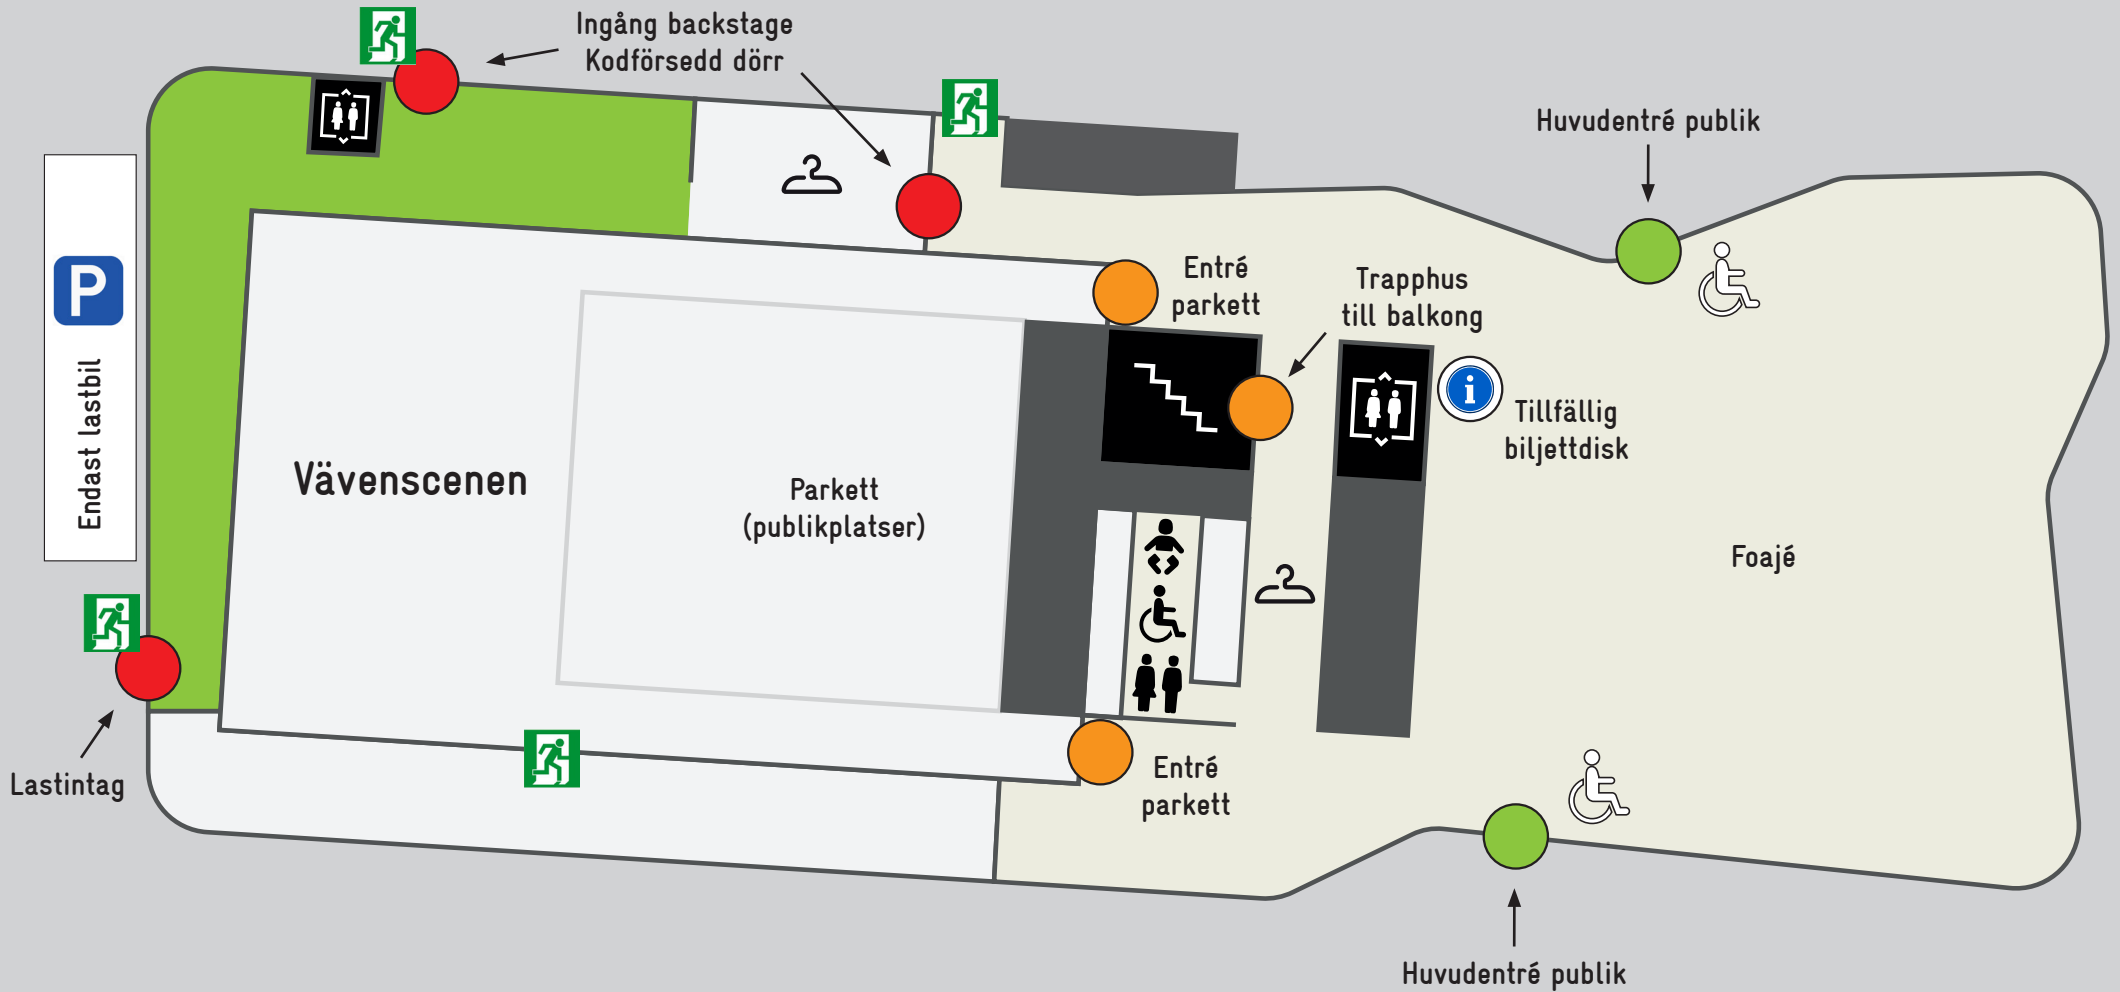 Ingång backstage
Kodförsedd dörr
Huvudentré publik
Entré
parkett
Trapphus
till balkong
P
Endast lastbil
i
Tillfällig
biljettdisk
Vävenscenen
Parkett
(publikplatser)
Foajé
Lastintag
Entré
parkett
Huvudentré publik